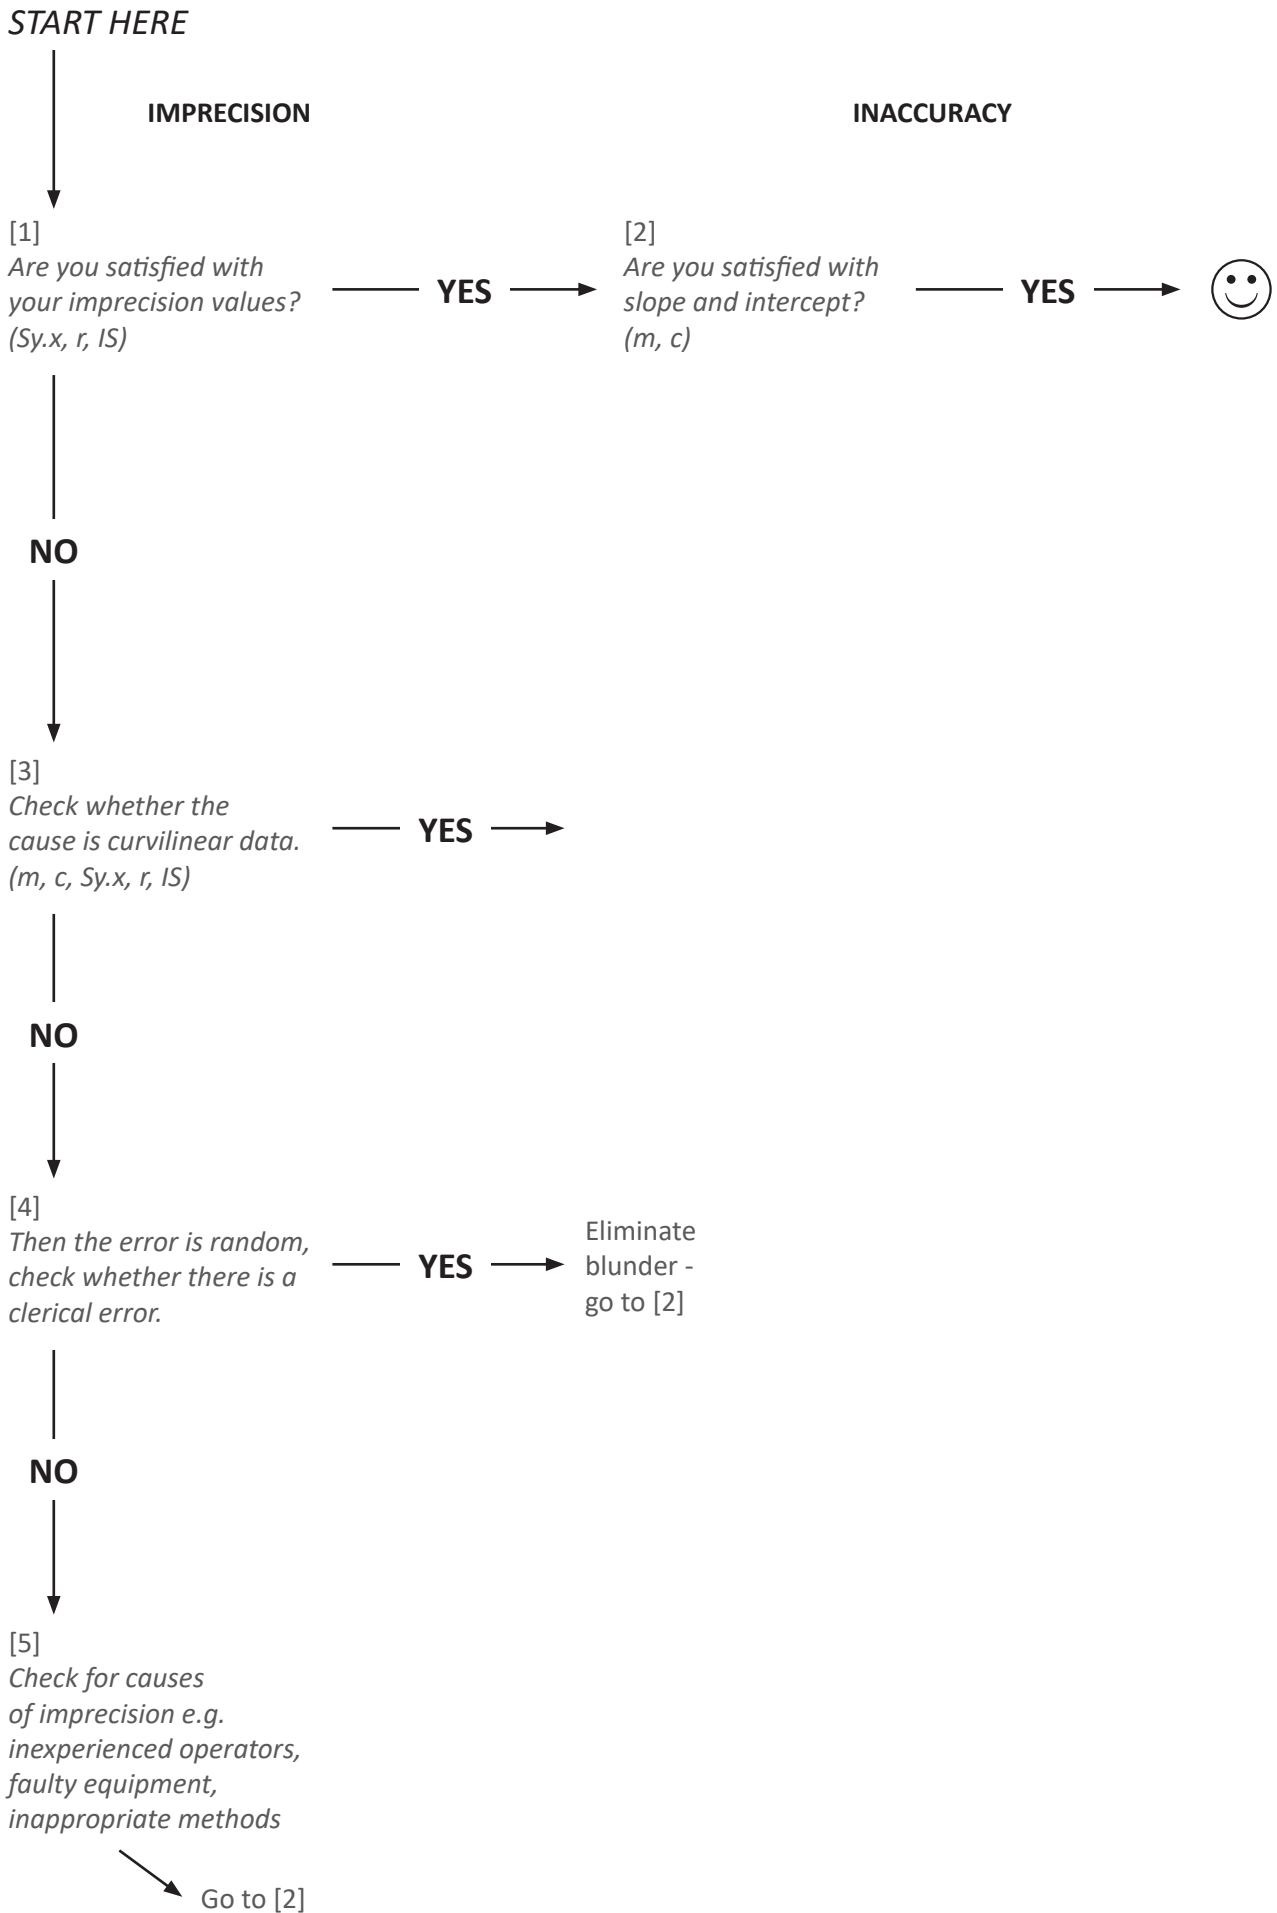 START HERE
IMPRECISION
INACCURACY
[1]
Are you satisfied with
your imprecision values?
(Sy.x, r, IS)
YES
[2]
Are you satisfied with
slope and intercept?
(m, c)
YES
NO
[3]
Check whether the
cause is curvilinear data.
(m, c, Sy.x, r, IS)
YES
NO
[4]
Then the error is random,
check whether there is a
clerical error.
YES
Eliminate
blunder -
go to [2]
NO
[5]
Check for causes
of imprecision e.g.
inexperienced operators,
faulty equipment,
inappropriate methods
Go to [2]